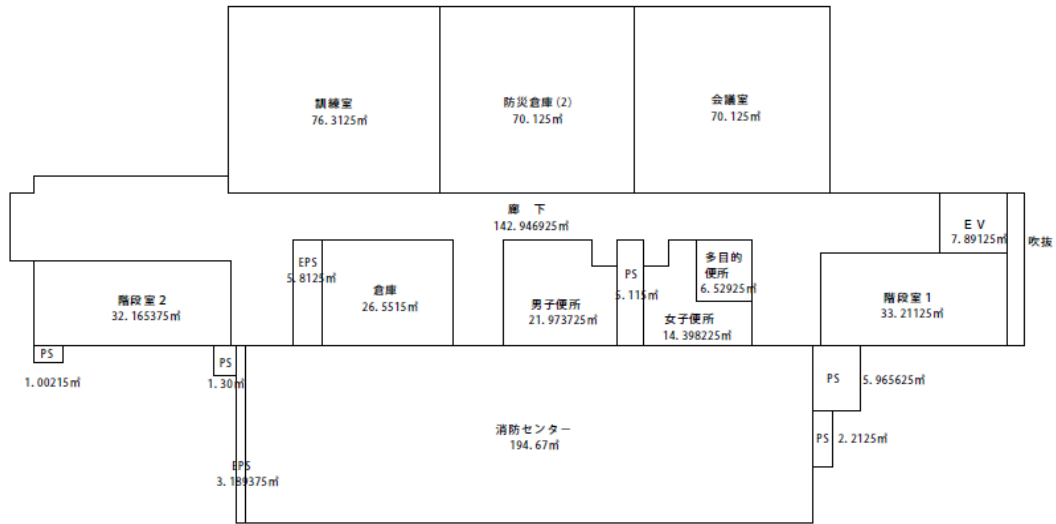 訓練室
76.3125㎡
防災倉庫(2)
70.125㎡
会議室
70.125㎡
廊 下
142.946925㎡
EV
7.89125㎡
吹抜
EPS
5.8125㎡
倉庫
26.5515㎡
男子便所
21.973725㎡
PS
5.115㎡
多目的
便所
6.52925㎡
女子便所
14.398225㎡
階段室1
33.21125㎡
階段室2
32.165375㎡
PS
1.00215㎡
PS
1.30㎡
EPS
3.189375㎡
消防センター
194.67㎡
PS
5.965625㎡
PS
2.2125㎡